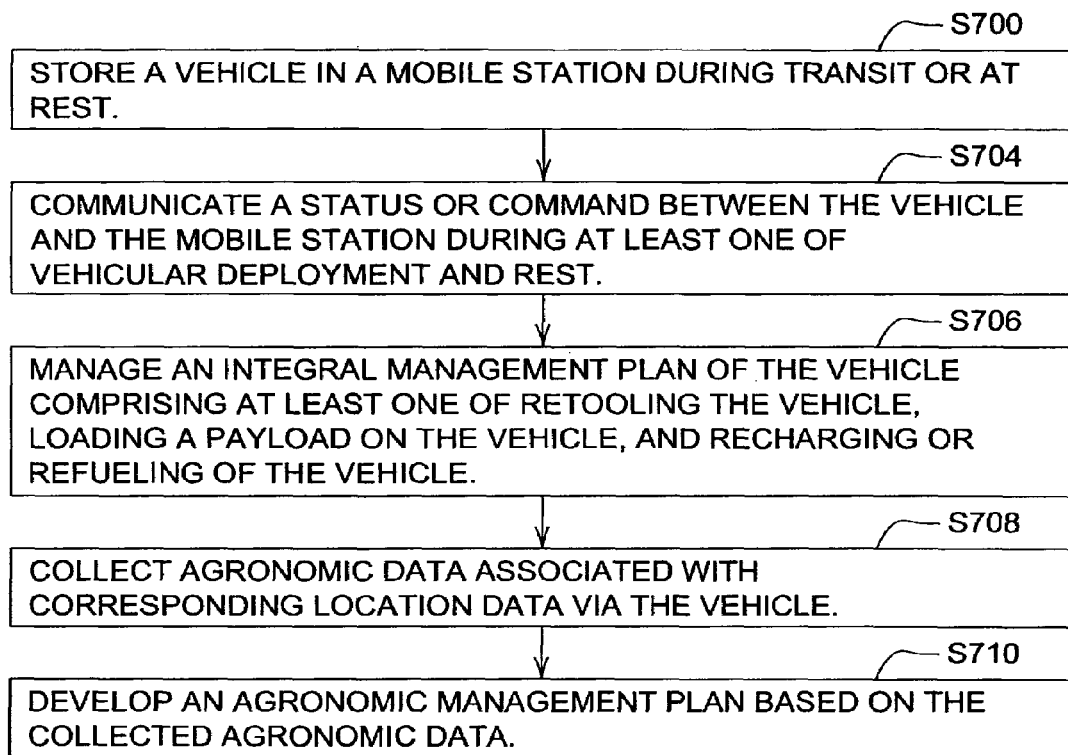 S700
STORE A VEHICLE IN A MOBILE STATION DURING TRANSIT OR AT
REST.
S704
COMMUNICATE A STATUS OR COMMAND BETWEEN THE VEHICLE
AND THE MOBILE STATION DURING AT LEAST ONE OF
VEHICULAR DEPLOYMENT AND REST.
S706
MANAGE AN INTEGRAL MANAGEMENT PLAN OF THE VEHICLE
COMPRISING AT LEAST ONE OF RETOOLING THE VEHICLE,
LOADING A PAYLOAD ON THE VEHICLE, AND RECHARGING OR
REFUELING OF THE VEHICLE.
S708
COLLECT AGRONOMIC DATA ASSOCIATED WITH
CORRESPONDING LOCATION DATA VIA THE VEHICLE.
S710
DEVELOP AN AGRONOMIC MANAGEMENT PLAN BASED ON THE
COLLECTED AGRONOMIC DATA.